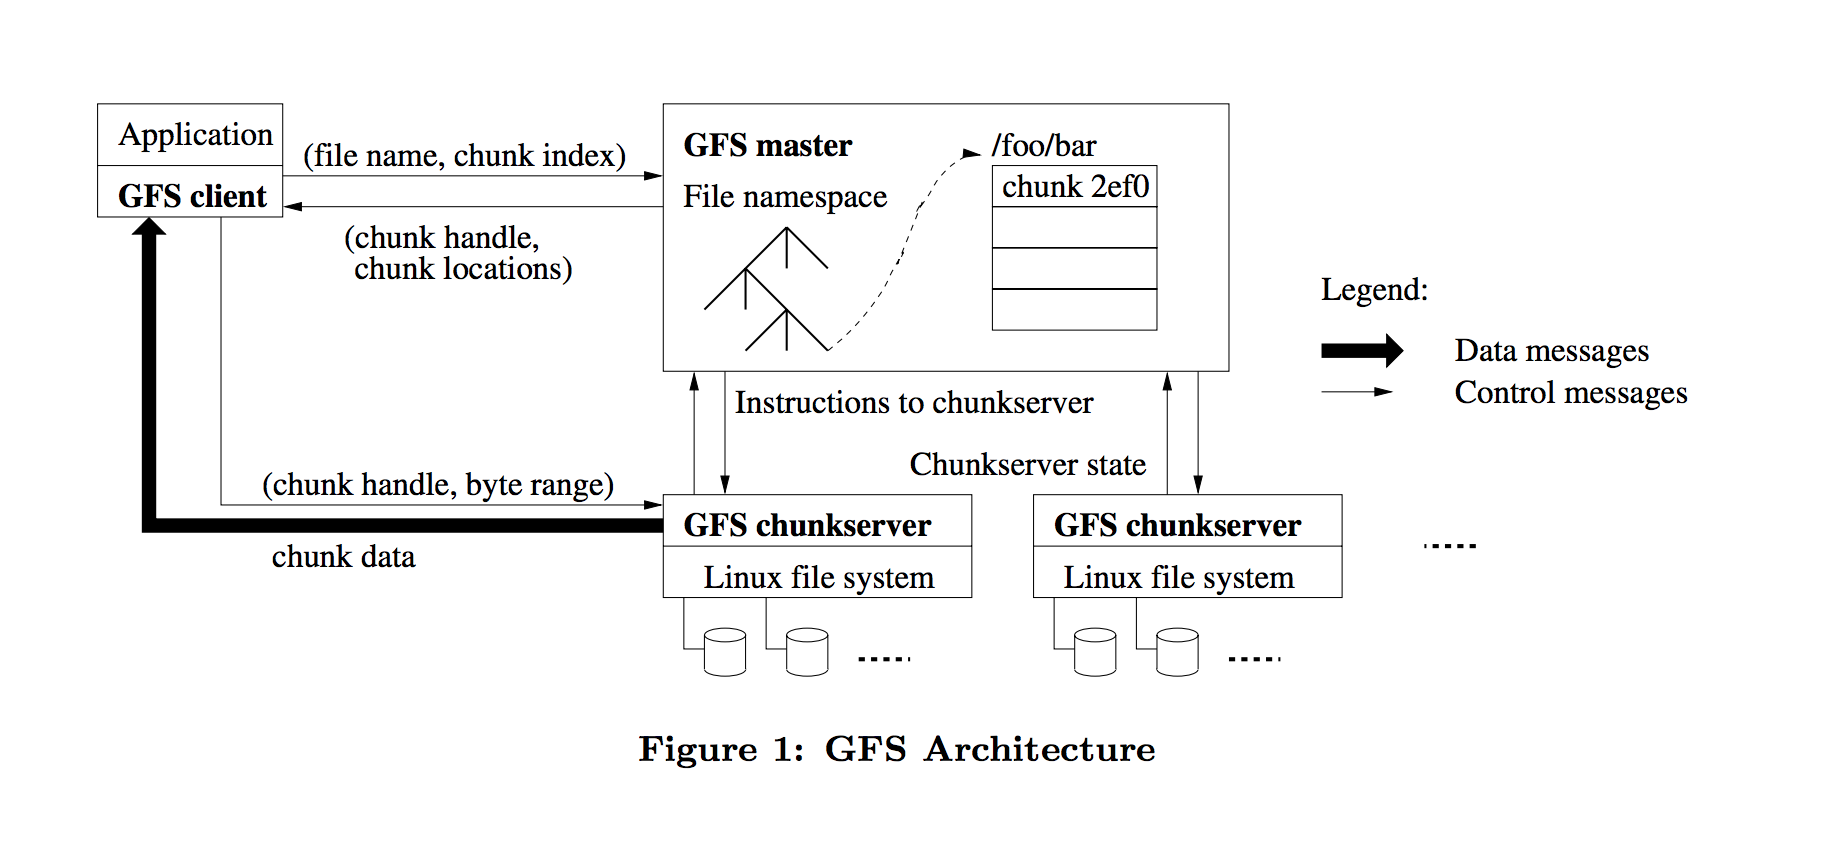 Application
GFS client
(file name, chunk index)
(chunk handle,
chunk locations)
GFS master
File namespace
/foo/bar
chunk 2ef0
Legend:
Data messages
Control messages
Instructions to chunkserver
Chunkserver state
(chunk handle, byte range)
chunk data
GFS chunkserver
Linux file system
GFS chunkserver
Linux file system
Figure 1: GFS Architecture